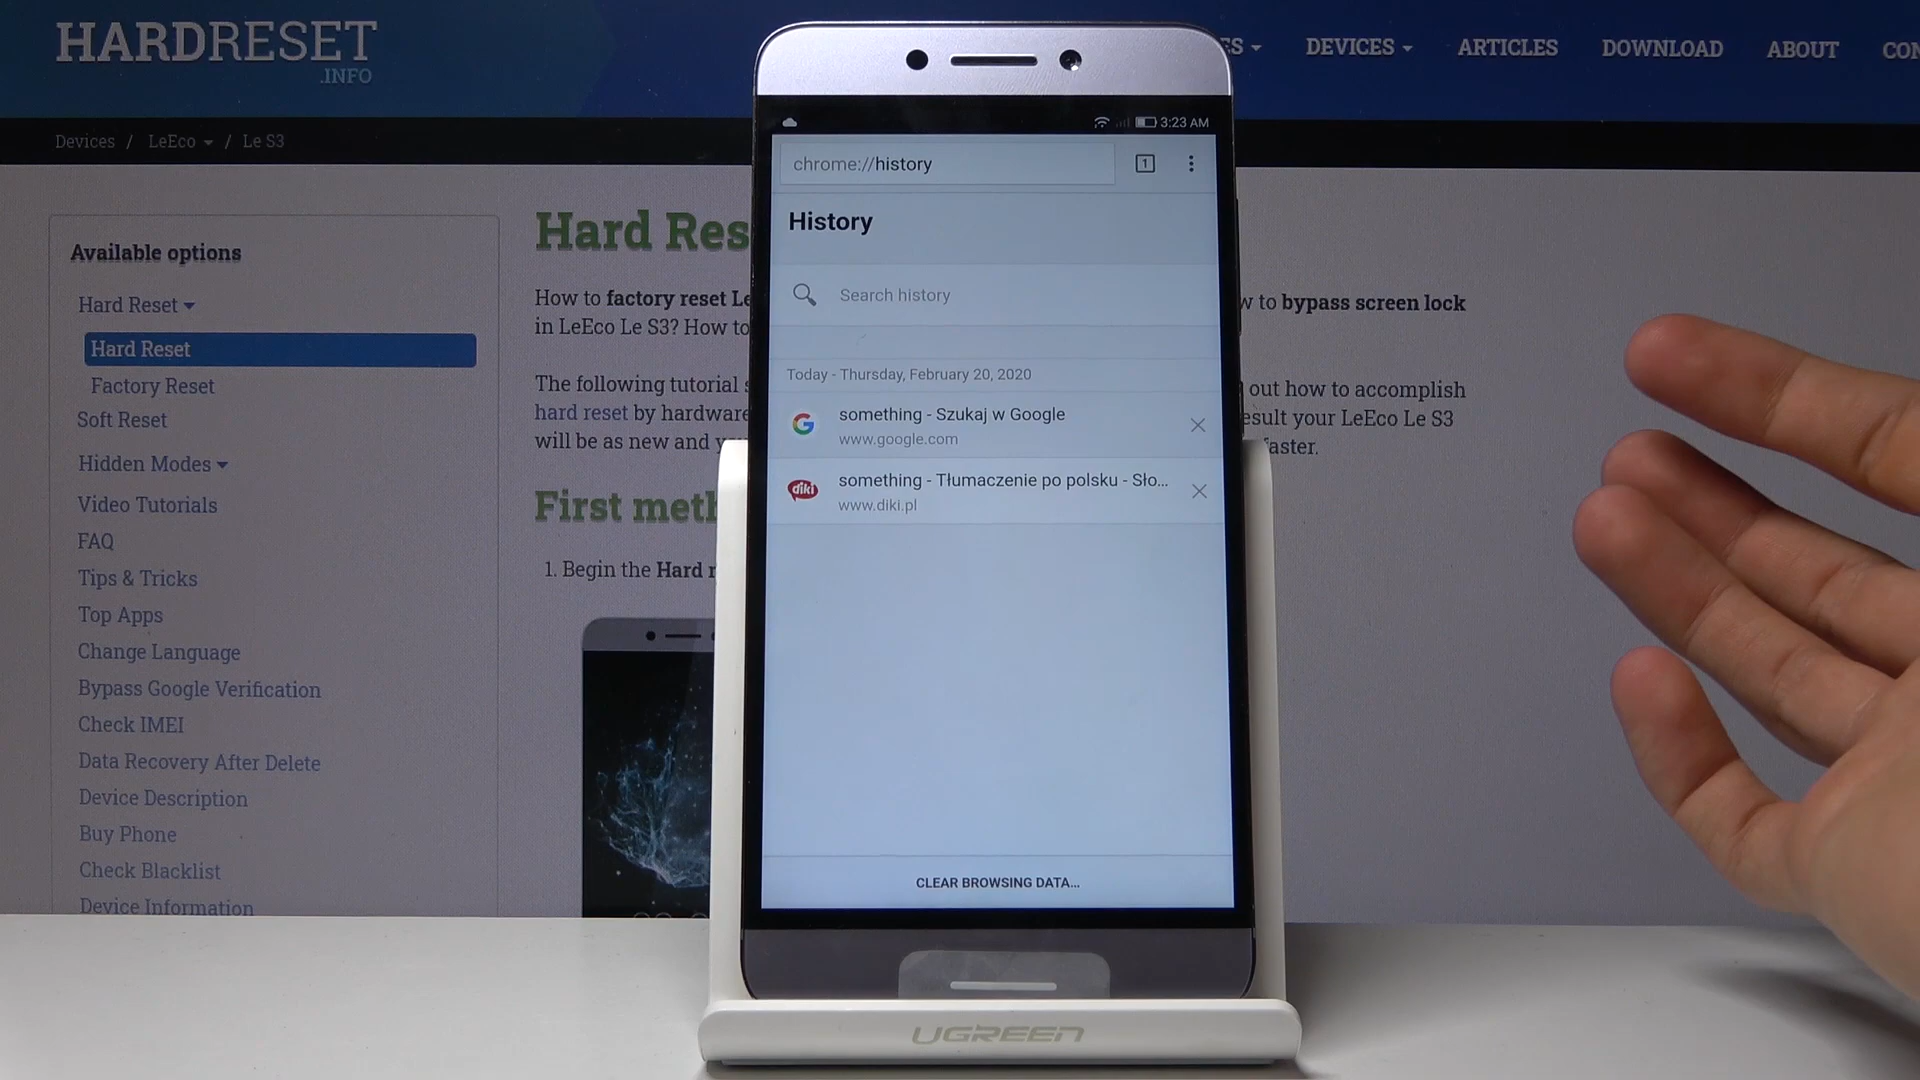 HARDRESET
.INFO
ES
DEVICES
ARTICLES
DOWNLOAD
ABOUT
Devices / LeEco / Le S3
Available options
Hard Reset
Hard Reset
Factory Reset
Soft Reset
Hidden Modes
Video Tutorials
FAQ
Tips & Tricks
Top Apps
Change Language
Bypass Google Verification
Check IMEI
Data Recovery After Delete
Device Description
Buy Phone
Check Blacklist
Device Information
Hard Res
How to factory reset Le
to bypass screen lock
in LeEco Le S3? How to
The following tutorial
out how to accomplish
hard reset by hardware
result your LeEco Le S3
will be as new and
faster.
First meth
1. Begin the Hard
3:23 AM
chrome://history
1
History
Search history
Today - Thursday, February 20, 2020
something - Szukaj w Google
www.google.com
diki
something - Tłumaczenie po polsku - Sło...
www.diki.pl
CLEAR BROWSING DATA...
UGREEN